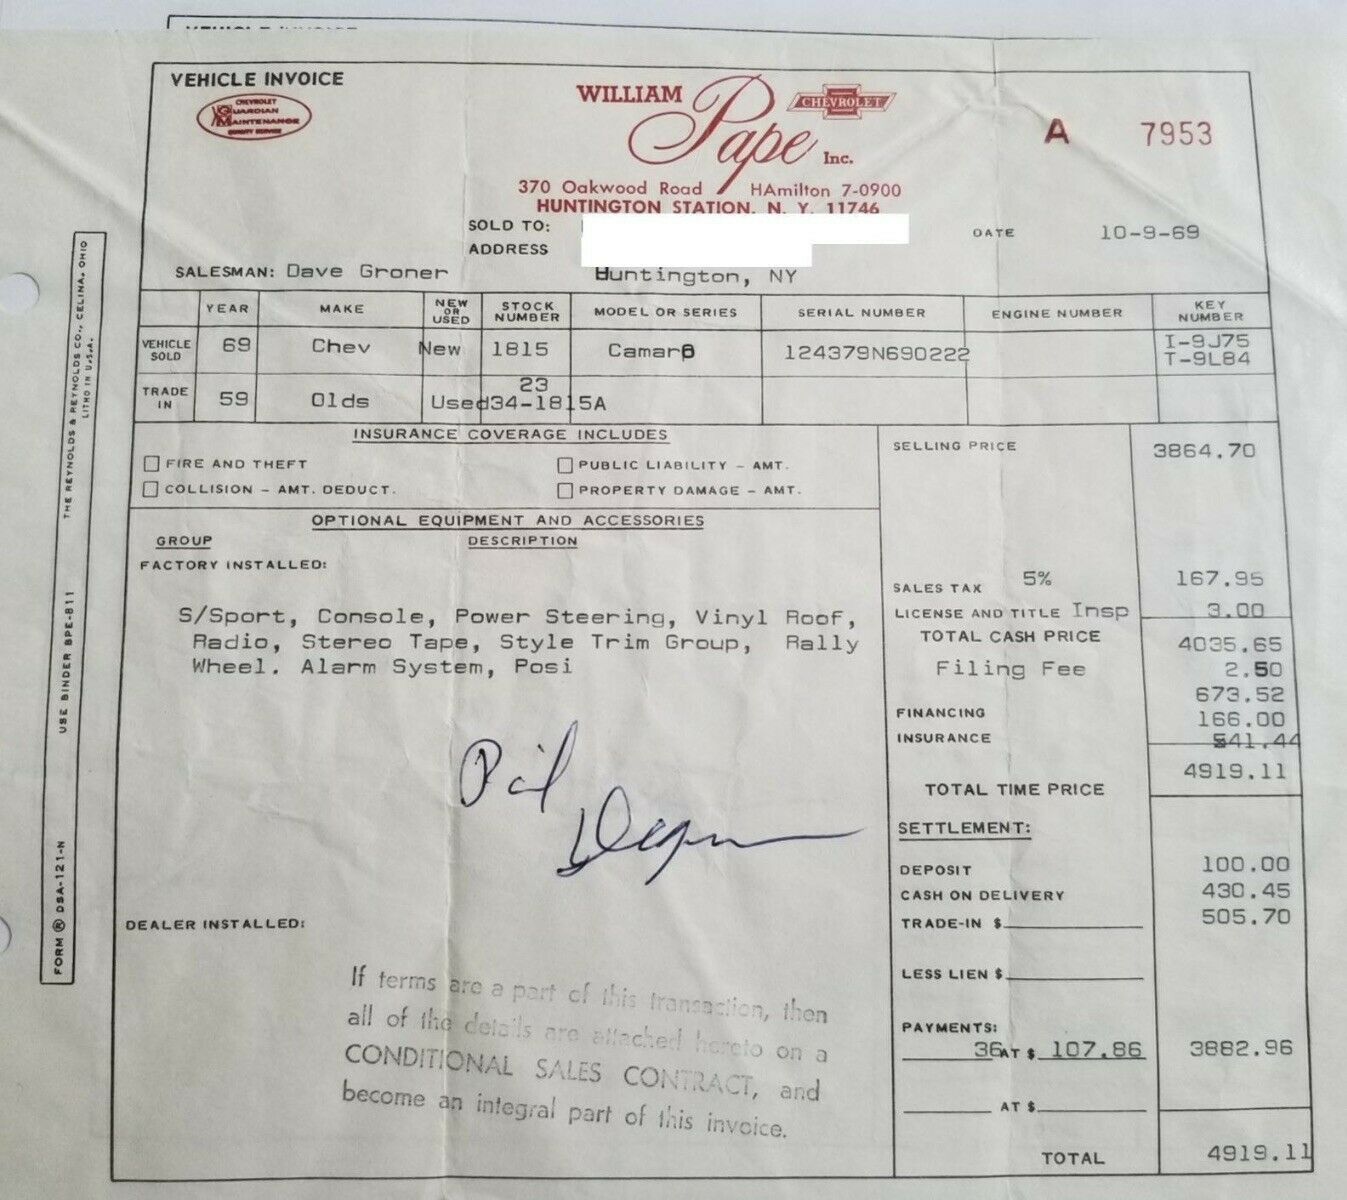 VEHICLE INVOICE
CHEVROLET
GUARDIAN
MAINTENANCE
QUALITY SERVICE
WILLIAM Pape Inc.
CHEVROLET
A 7953
370 Oakwood Road HAmilton 7-0900
HUNTINGTON STATION, N. Y. 11746
SOLD TO:
DATE 10-9-69
ADDRESS
SALESMAN: Dave Groner Huntington, NY
YEAR MAKE NEW OR USED STOCK NUMBER MODEL OR SERIES SERIAL NUMBER ENGINE NUMBER KEY NUMBER
VEHICLE SOLD 69 Chev New 1815 Camaro 124379N690222 I-9J75
T-9L84
TRADE IN 59 Olds Used 23
34-1815A
INSURANCE COVERAGE INCLUDES
FIRE AND THEFT PUBLIC LIABILITY - AMT.
COLLISION - AMT. DEDUCT. PROPERTY DAMAGE - AMT.
OPTIONAL EQUIPMENT AND ACCESSORIES
GROUP DESCRIPTION
FACTORY INSTALLED:
S/Sport, Console, Power Steering, Vinyl Roof,
Radio, Stereo Tape, Style Trim Group, Rally
Wheel. Alarm System, Posi
DEALER INSTALLED:
If terms are a part of this transaction, then
all of the details are attached hereto on a
CONDITIONAL SALES CONTRACT, and
become an integral part of this invoice.
SELLING PRICE 3864.70
SALES TAX 5% 167.95
LICENSE AND TITLE Insp 3.00
TOTAL CASH PRICE 4035.65
Filing Fee 2.50
673.52
FINANCING 166.00
INSURANCE 541.44
TOTAL TIME PRICE 4919.11
SETTLEMENT:
DEPOSIT 100.00
CASH ON DELIVERY 430.45
TRADE-IN $ 505.70
LESS LIEN $
PAYMENTS:
36 AT $ 107.86 3882.96
AT $
TOTAL 4919.11
FORM R DSA-121-N USE BINDER BPE-811 THE REYNOLDS & REYNOLDS CO., CELINA, OHIO
LITHO IN U.S.A.